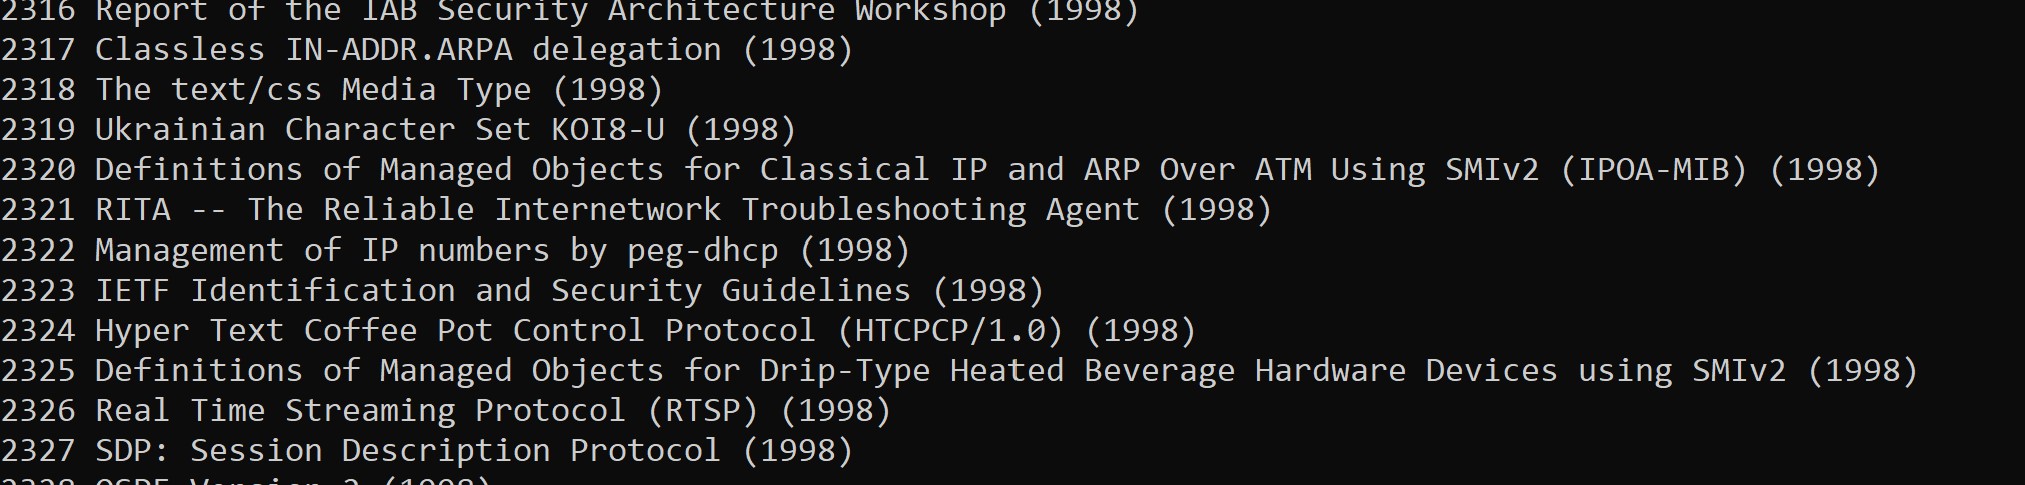 2316 Report of the IAB Security Architecture Workshop (1998)
2317 Classless IN-ADDR.ARPA delegation (1998)
2318 The text/css Media Type (1998)
2319 Ukrainian Character Set KOI8-U (1998)
2320 Definitions of Managed Objects for Classical IP and ARP Over ATM Using SMIv2 (IPOA-MIB) (1998)
2321 RITA -- The Reliable Internetwork Troubleshooting Agent (1998)
2322 Management of IP numbers by peg-dhcp (1998)
2323 IETF Identification and Security Guidelines (1998)
2324 Hyper Text Coffee Pot Control Protocol (HTCPCP/1.0) (1998)
2325 Definitions of Managed Objects for Drip-Type Heated Beverage Hardware Devices using SMIv2 (1998)
2326 Real Time Streaming Protocol (RTSP) (1998)
2327 SDP: Session Description Protocol (1998)
2328 OSPF Version 2 (1998)